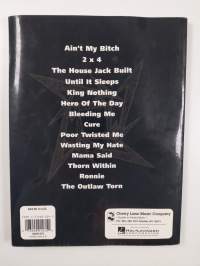 Ain't My Bitch
2 x 4
The House Jack Built
Until It Sleeps
King Nothing
Hero Of The Day
Bleeding Me
Cure
Poor Twisted Me
Wasting My Hate
Mama Said
Thorn Within
Ronnie
The Outlaw Torn
Cherry Lane Music Company
HAL•LEONARD